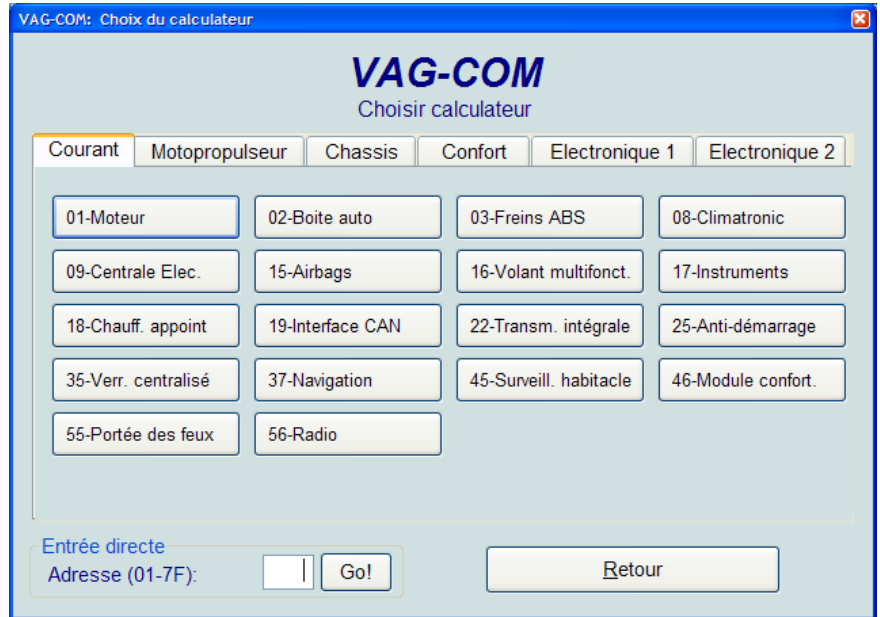 VAG-COM: Choix du calculateur
VAG-COM
Choisir calculateur
Courant Motopropulseur Chassis Confort Electronique 1 Electronique 2
01-Moteur 02-Boite auto 03-Freins ABS 08-Climatronic
09-Centrale Elec. 15-Airbags 16-Volant multifonct. 17-Instruments
18-Chauff. appoint 19-Interface CAN 22-Transm. intégrale 25-Anti-démarrage
35-Verr. centralisé 37-Navigation 45-Surveill. habitacle 46-Module confort.
55-Portée des feux 56-Radio
Entrée directe
Adresse (01-7F): Go! Retour